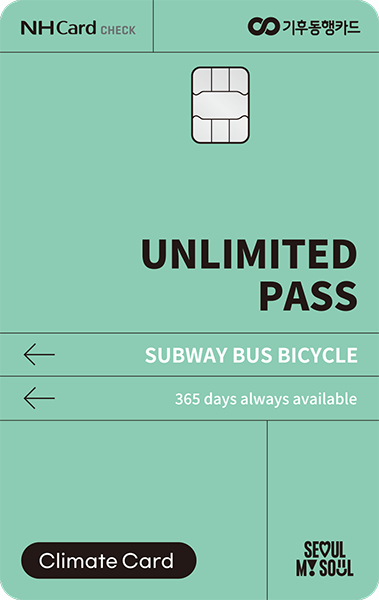 NHCard CHECK
기후동행카드
UNLIMITED
PASS
SUBWAY BUS BICYCLE
365 days always available
Climate Card
SEOUL
MY SOUL